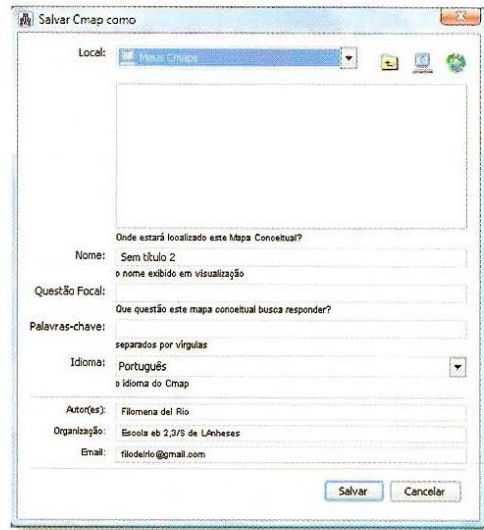 Salvar Cmap como
Local: Meus Cmaps
Onde estará localizado este Mapa Conceitual?
Nome: Sem título 2
o nome exibido em visualização
Questão Focal:
Que questão este mapa conceitual busca responder?
Palavras-chave:
separados por vírgulas
Idioma: Português
o idioma do Cmap
Autor(es): Filomena del Rio
Organização: Escola eb 2,3/S de LAnheses
Email: filodelrio@gmail.com
Salvar Cancelar